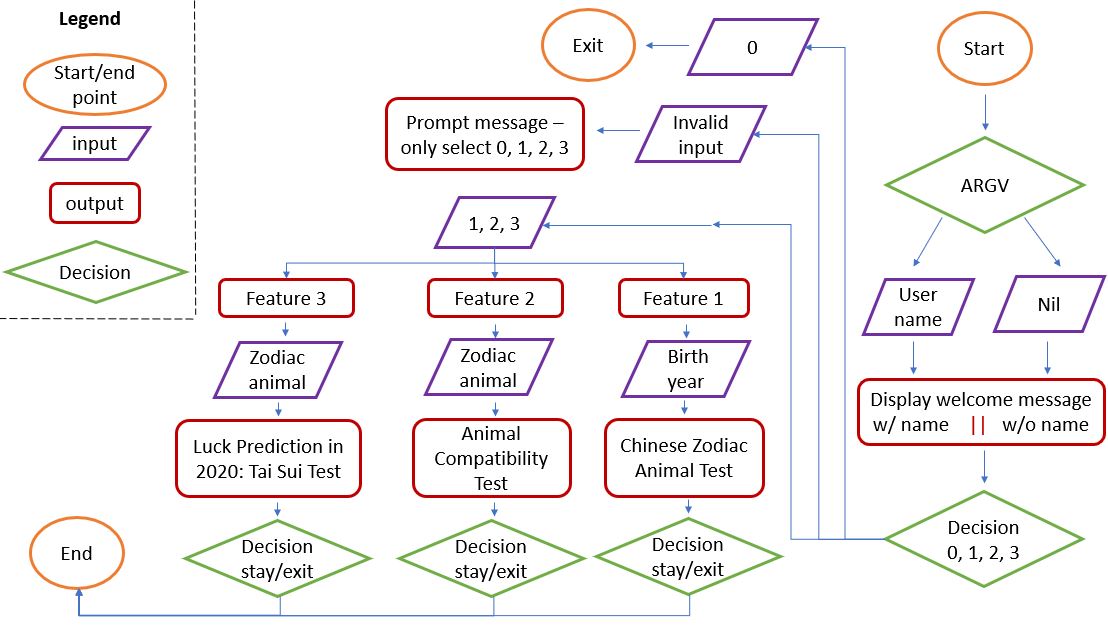 Legend
Start/end
point
input
output
Decision
Exit
0
Start
Prompt message –
only select 0, 1, 2, 3
Invalid
input
ARGV
1, 2, 3
User
name
Nil
Feature 3
Feature 2
Feature 1
Zodiac
animal
Zodiac
animal
Birth
year
Display welcome message
w/ name || w/o name
Luck Prediction in
2020: Tai Sui Test
Animal
Compatibility
Test
Chinese Zodiac
Animal Test
End
Decision
stay/exit
Decision
stay/exit
Decision
stay/exit
Decision
0, 1, 2, 3